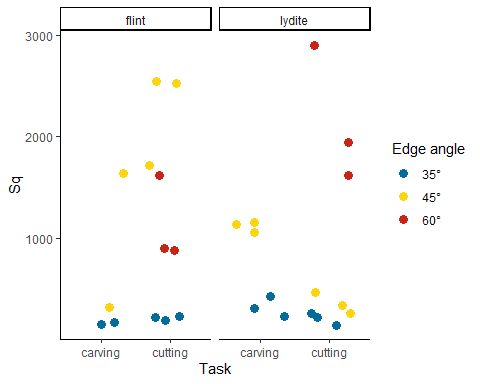 flint lydite
3000
2000
1000
Sq
carving cutting carving cutting
Task
Edge angle
35°
45°
60°